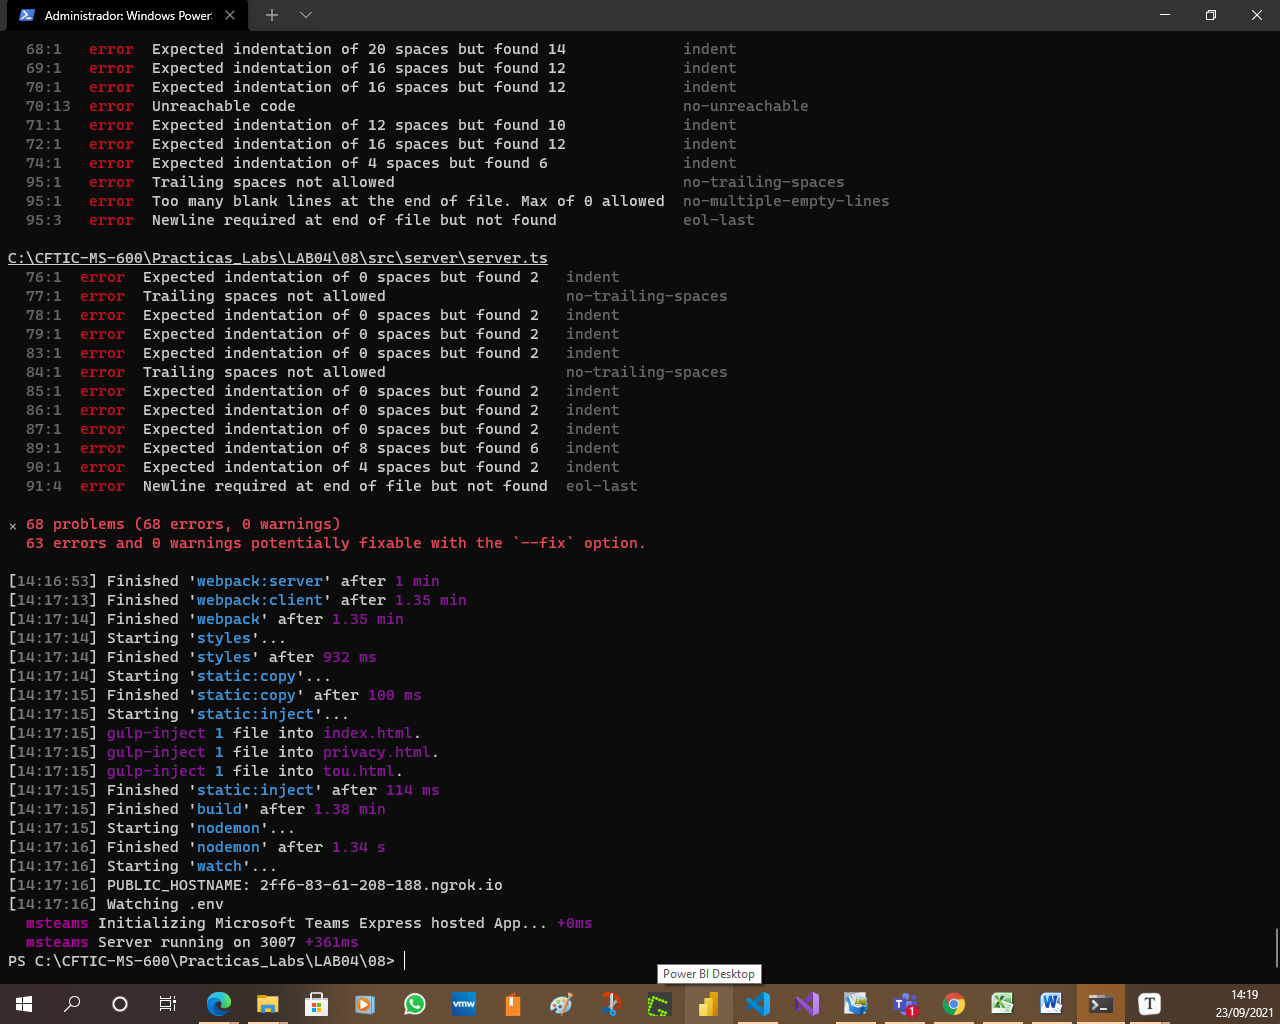 Administrador: Windows PowerS
68:1 error Expected indentation of 20 spaces but found 14 indent
69:1 error Expected indentation of 16 spaces but found 12 indent
70:1 error Expected indentation of 16 spaces but found 12 indent
70:13 error Unreachable code no-unreachable
71:1 error Expected indentation of 12 spaces but found 10 indent
72:1 error Expected indentation of 16 spaces but found 12 indent
74:1 error Expected indentation of 4 spaces but found 6 indent
95:1 error Trailing spaces not allowed no-trailing-spaces
95:1 error Too many blank lines at the end of file. Max of 0 allowed no-multiple-empty-lines
95:3 error Newline required at end of file but not found eol-last
C:\CFTIC-MS-600\Practicas_Labs\LAB04\08\src\server\server.ts
76:1 error Expected indentation of 0 spaces but found 2 indent
77:1 error Trailing spaces not allowed no-trailing-spaces
78:1 error Expected indentation of 0 spaces but found 2 indent
79:1 error Expected indentation of 0 spaces but found 2 indent
83:1 error Expected indentation of 0 spaces but found 2 indent
84:1 error Trailing spaces not allowed no-trailing-spaces
85:1 error Expected indentation of 0 spaces but found 2 indent
86:1 error Expected indentation of 0 spaces but found 2 indent
87:1 error Expected indentation of 0 spaces but found 2 indent
89:1 error Expected indentation of 8 spaces but found 6 indent
90:1 error Expected indentation of 4 spaces but found 2 indent
91:4 error Newline required at end of file but not found eol-last
× 68 problems (68 errors, 0 warnings)
63 errors and 0 warnings potentially fixable with the `--fix` option.
[14:16:53] Finished 'webpack:server' after 1 min
[14:17:13] Finished 'webpack:client' after 1.35 min
[14:17:14] Finished 'webpack' after 1.35 min
[14:17:14] Starting 'styles'...
[14:17:14] Finished 'styles' after 932 ms
[14:17:14] Starting 'static:copy'...
[14:17:15] Finished 'static:copy' after 100 ms
[14:17:15] Starting 'static:inject'...
[14:17:15] gulp-inject 1 file into index.html.
[14:17:15] gulp-inject 1 file into privacy.html.
[14:17:15] gulp-inject 1 file into tou.html.
[14:17:15] Finished 'static:inject' after 114 ms
[14:17:15] Finished 'build' after 1.38 min
[14:17:15] Starting 'nodemon'...
[14:17:16] Finished 'nodemon' after 1.34 s
[14:17:16] Starting 'watch'...
[14:17:16] PUBLIC_HOSTNAME: 2ff6-83-61-208-188.ngrok.io
[14:17:16] Watching .env
msteams Initializing Microsoft Teams Express hosted App... +0ms
msteams Server running on 3007 +361ms
PS C:\CFTIC-MS-600\Practicas_Labs\LAB04\08>
Power BI Desktop
vmw
1
T
14:19
23/09/2021